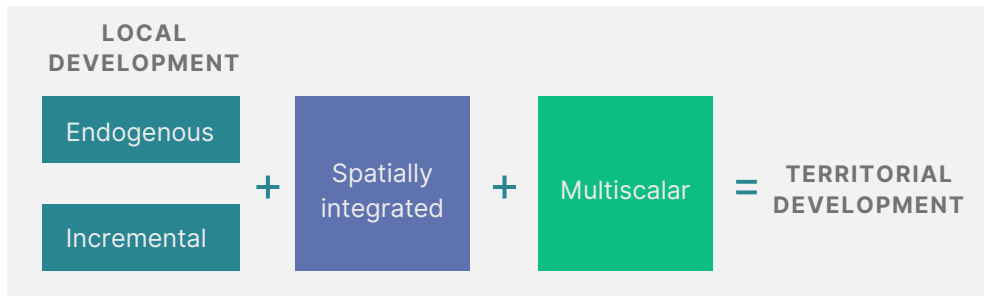 LOCAL
DEVELOPMENT
Endogenous
Incremental
+
Spatially
integrated
+
Multiscalar
=
TERRITORIAL
DEVELOPMENT